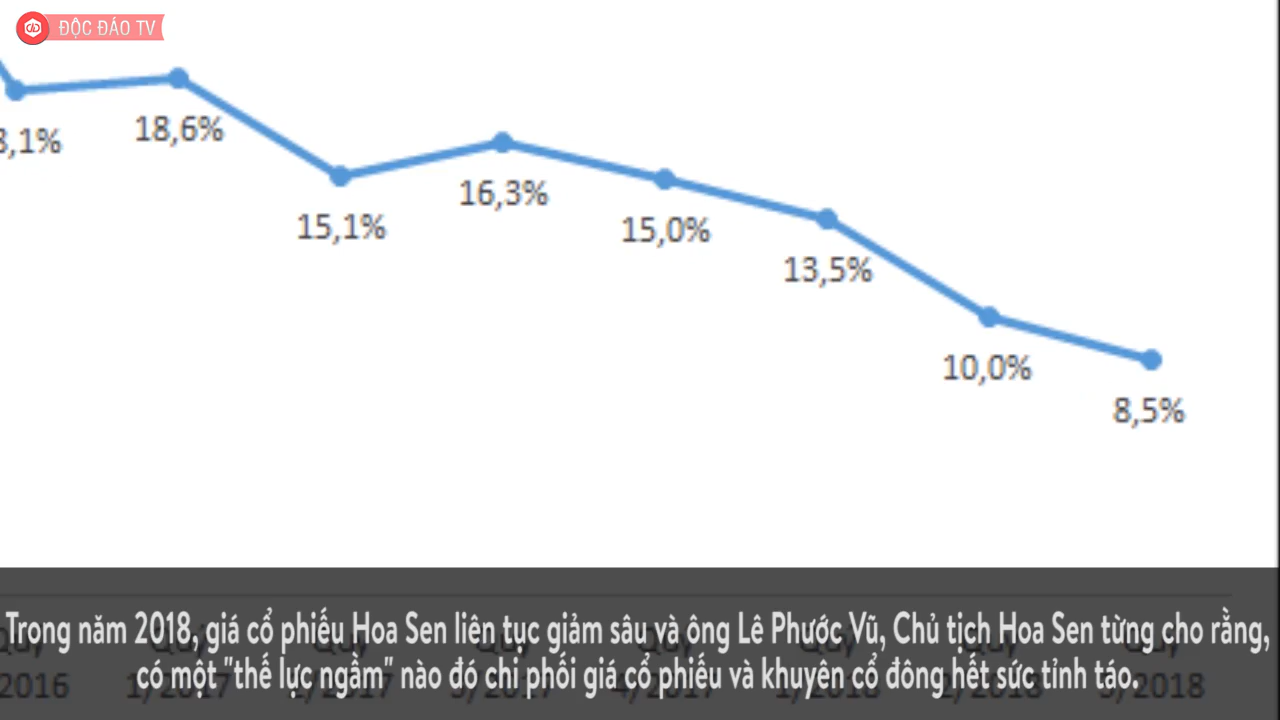 ĐỘC ĐÁO TV
18,6%
15,1%
16,3%
15,0%
13,5%
10,0%
8,5%
Trong năm 2018, giá cổ phiếu Hoa Sen liên tục giảm sâu và ông Lê Phước Vũ, Chủ tịch Hoa Sen từng cho rằng,
có một "thế lực ngầm" nào đó chi phối giá cổ phiếu và khuyên cổ đông hết sức tỉnh táo.